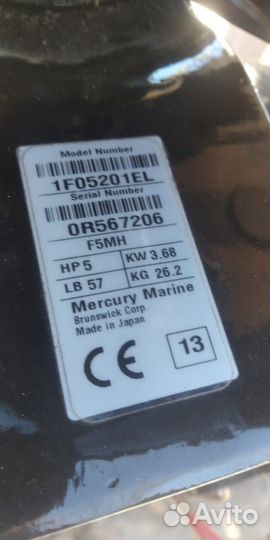 Model Number
1F05201EL
Serial Number
0R567206
F5MH
HP 5 KW 3.68
LB 57 KG 26.2
Mercury Marine
Brunswick Corp.
Made in Japan
CE 13
Avito